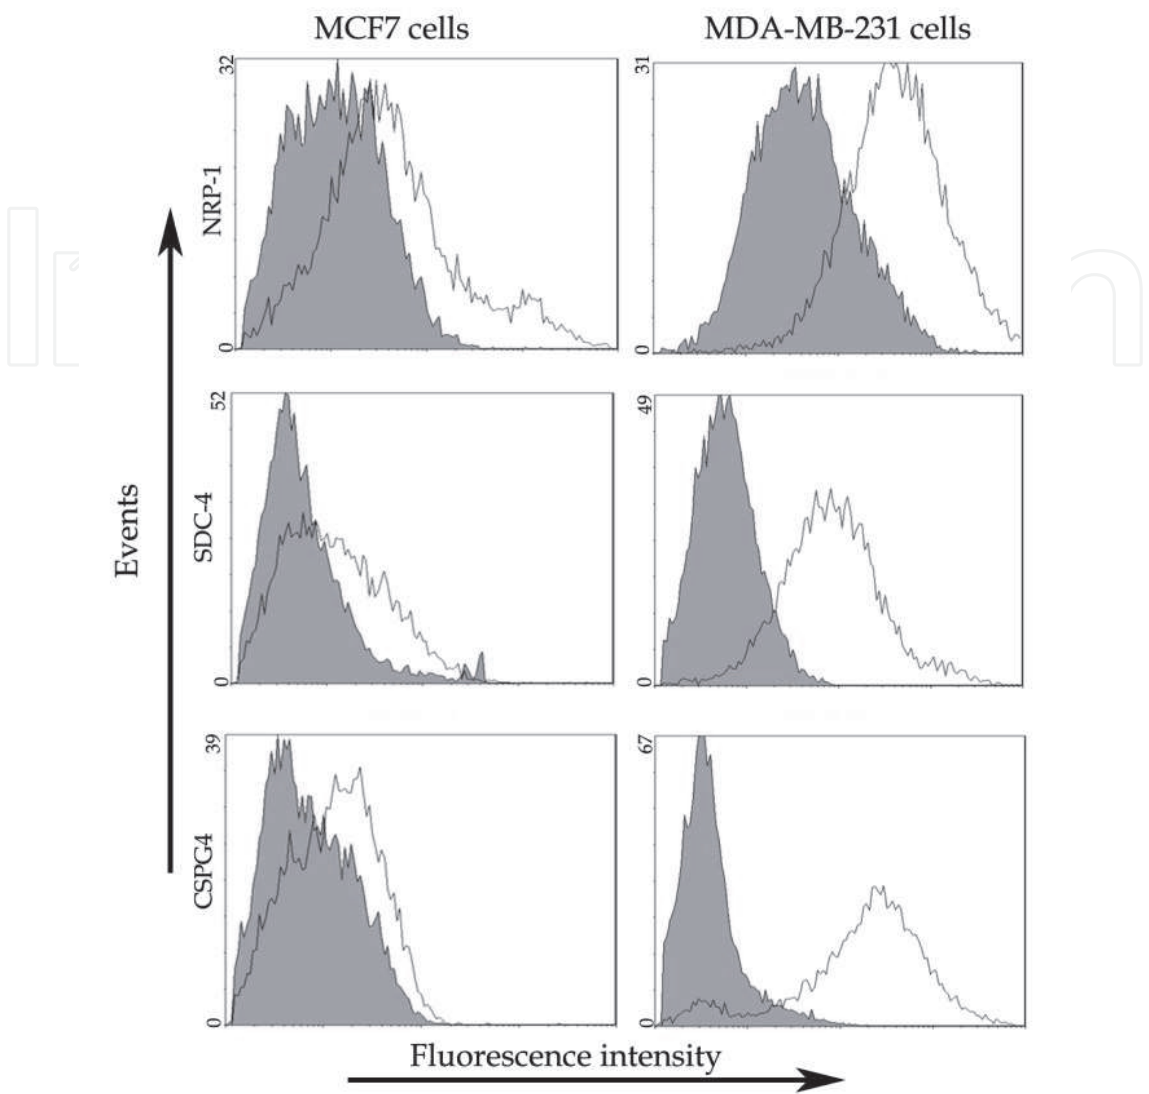 MCF7 cells
MDA-MB-231 cells
32
NRP-1
0
31
0
52
SDC-4
0
49
0
Events
39
CSPG4
0
67
0
Fluorescence intensity